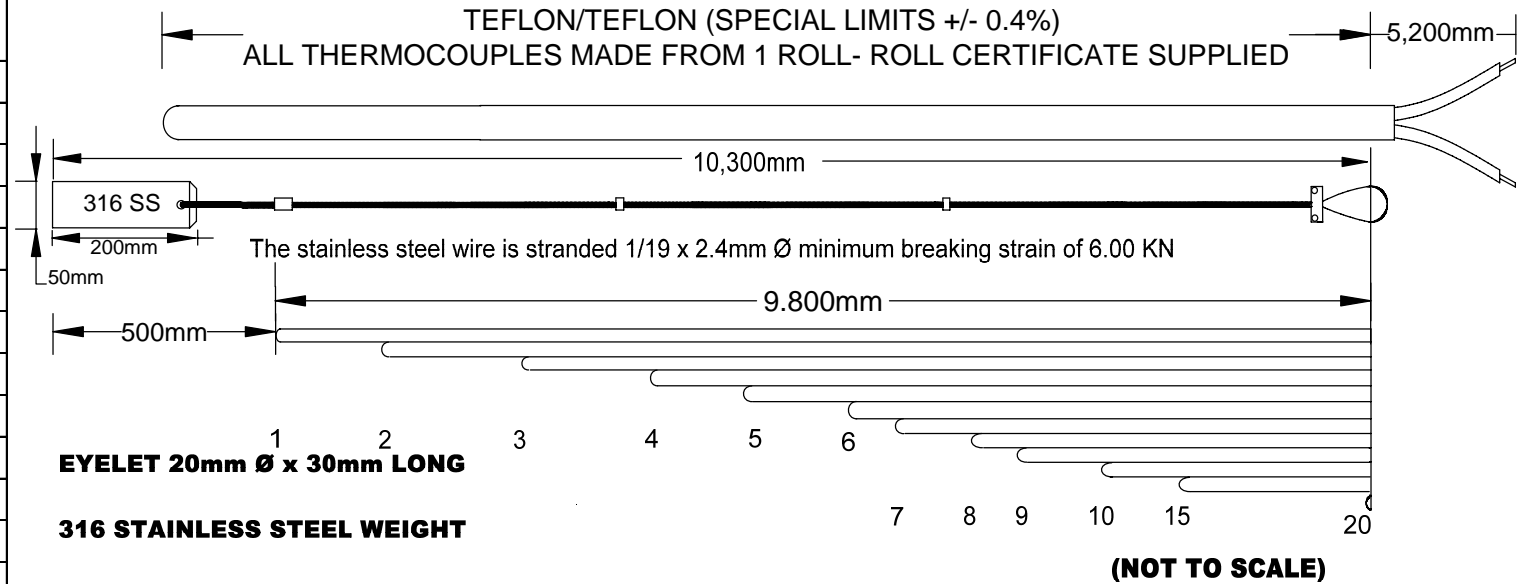 TEFLON/TEFLON (SPECIAL LIMITS +/- 0.4%)
ALL THERMOCOUPLES MADE FROM 1 ROLL- ROLL CERTIFICATE SUPPLIED
5,200mm
10,300mm
316 SS
200mm
The stainless steel wire is stranded 1/19 x 2.4mm Ø minimum breaking strain of 6.00 KN
50mm
9.800mm
500mm
1 2 3 4 5 6
EYELET 20mm Ø x 30mm LONG
7 8 9 10 15 20
316 STAINLESS STEEL WEIGHT
(NOT TO SCALE)